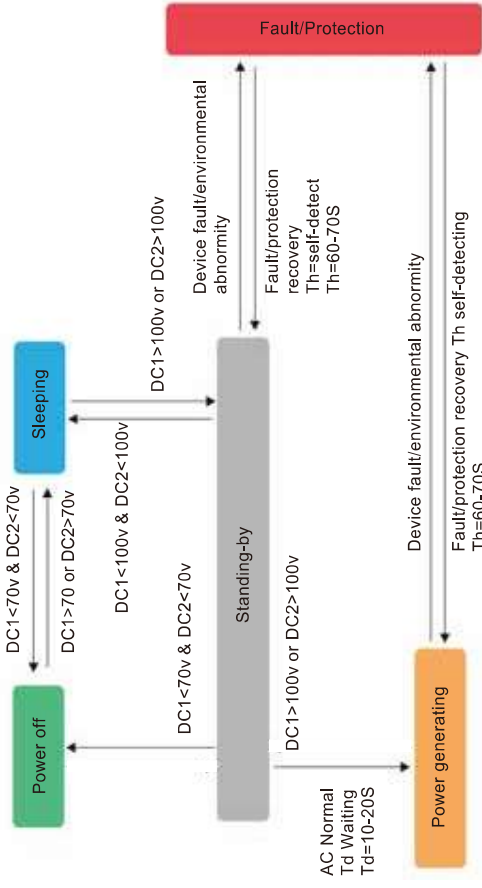 Fault/Protection
Device fault/environmental
abnormity
Fault/protection
recovery
Th=self-detect
Th=60-70S
DC1>100v or DC2>100v
Sleeping
DC1<100v & DC2<100v
DC1<70v & DC2<70v
DC1>70 or DC2>70v
Power off
DC1<70v & DC2<70v
Standing-by
DC1>100v or DC2>100v
AC Normal
Td Waiting
Td=10-20S
Power generating
Device fault/environmental abnormity
Fault/protection recovery Th self-detecting
Th=60-70S